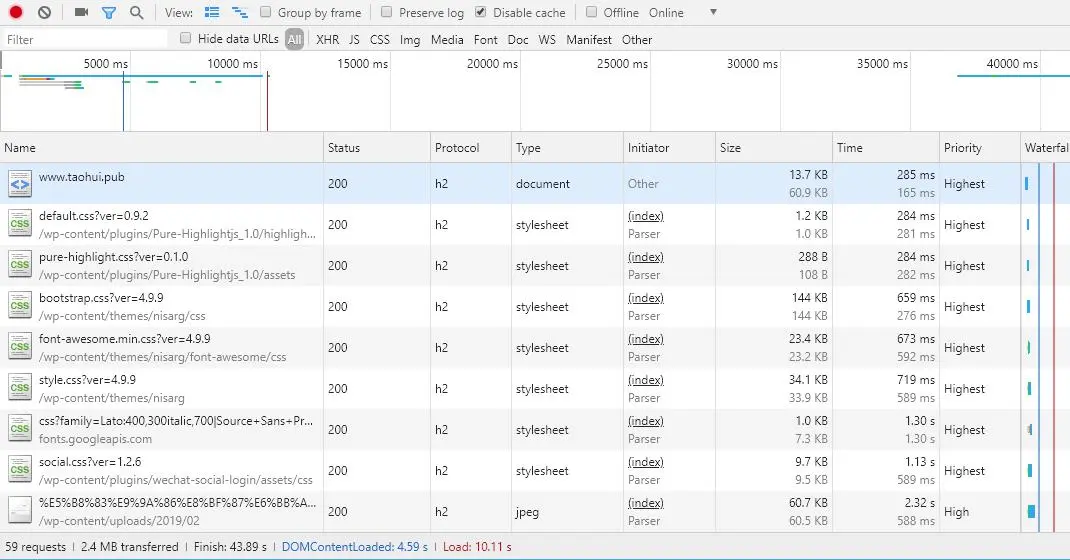 View: Group by frame Preserve log Disable cache Offline Online
Filter Hide data URLs All XHR JS CSS Img Media Font Doc WS Manifest Other
5000 ms 10000 ms 15000 ms 20000 ms 25000 ms 30000 ms 35000 ms 40000 ms
Name Status Protocol Type Initiator Size Time Priority Waterfal
www.taohui.pub 200 h2 document Other 13.7 KB 285 ms Highest
60.9 KB 165 ms
default.css?ver=0.9.2 200 h2 stylesheet (index) 1.2 KB 284 ms Highest
/wp-content/plugins/Pure-Highlightjs_1.0/highligh... Parser 1.0 KB 281 ms
pure-highlight.css?ver=0.1.0 200 h2 stylesheet (index) 288 B 284 ms Highest
/wp-content/plugins/Pure-Highlightjs_1.0/assets Parser 108 B 282 ms
bootstrap.css?ver=4.9.9 200 h2 stylesheet (index) 144 KB 659 ms Highest
/wp-content/themes/nisarg/css Parser 144 KB 276 ms
font-awesome.min.css?ver=4.9.9 200 h2 stylesheet (index) 23.4 KB 673 ms Highest
/wp-content/themes/nisarg/font-awesome/css Parser 23.2 KB 592 ms
style.css?ver=4.9.9 200 h2 stylesheet (index) 34.1 KB 719 ms Highest
/wp-content/themes/nisarg Parser 33.9 KB 589 ms
css?family=Lato:400,300italic,700|Source+Sans+Pr... 200 h2 stylesheet (index) 1.0 KB 1.30 s Highest
fonts.googleapis.com Parser 7.3 KB 1.30 s
social.css?ver=1.2.6 200 h2 stylesheet (index) 9.7 KB 1.13 s Highest
/wp-content/plugins/wechat-social-login/assets/css Parser 9.5 KB 589 ms
%E5%B8%83%E9%9A%86%E8%BF%87%E6%BB%A... 200 h2 jpeg (index) 60.7 KB 2.32 s High
/wp-content/uploads/2019/02 Parser 60.5 KB 588 ms
59 requests | 2.4 MB transferred | Finish: 43.89 s | DOMContentLoaded: 4.59 s | Load: 10.11 s